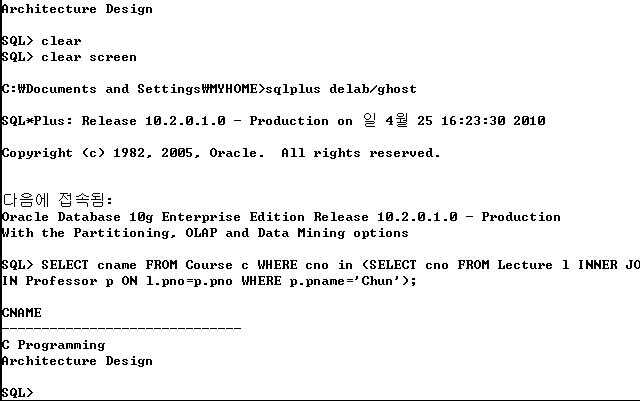 Architecture Design
SQL> clear
SQL> clear screen
C:₩Documents and Settings₩MYHOME>sqlplus delab/ghost
SQL*Plus: Release 10.2.0.1.0 - Production on 일 4월 25 16:23:30 2010
Copyright (c) 1982, 2005, Oracle.  All rights reserved.
다음에 접속됨:
Oracle Database 10g Enterprise Edition Release 10.2.0.1.0 - Production
With the Partitioning, OLAP and Data Mining options
SQL> SELECT cname FROM Course c WHERE cno in (SELECT cno FROM Lecture l INNER JO
IN Professor p ON l.pno=p.pno WHERE p.pname='Chun');
CNAME
------------------------------
C Programming
Architecture Design
SQL>